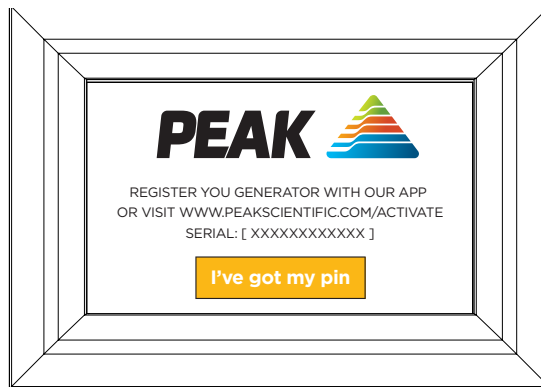 PEAK
REGISTER YOU GENERATOR WITH OUR APP
OR VISIT WWW.PEAKSCIENTIFIC.COM/ACTIVATE
SERIAL: [ XXXXXXXXXXXX ]
I've got my pin